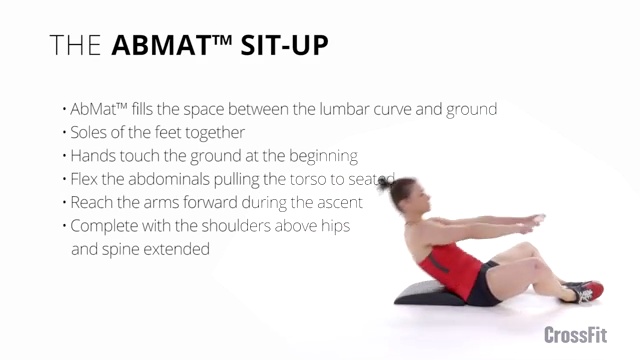 THE ABMAT™ SIT-UP
• AbMat™ fills the space between the lumbar curve and ground
• Soles of the feet together
• Hands touch the ground at the beginning
• Flex the abdominals pulling the torso to seated
• Reach the arms forward during the ascent
• Complete with the shoulders above hips
and spine extended
CrossFit